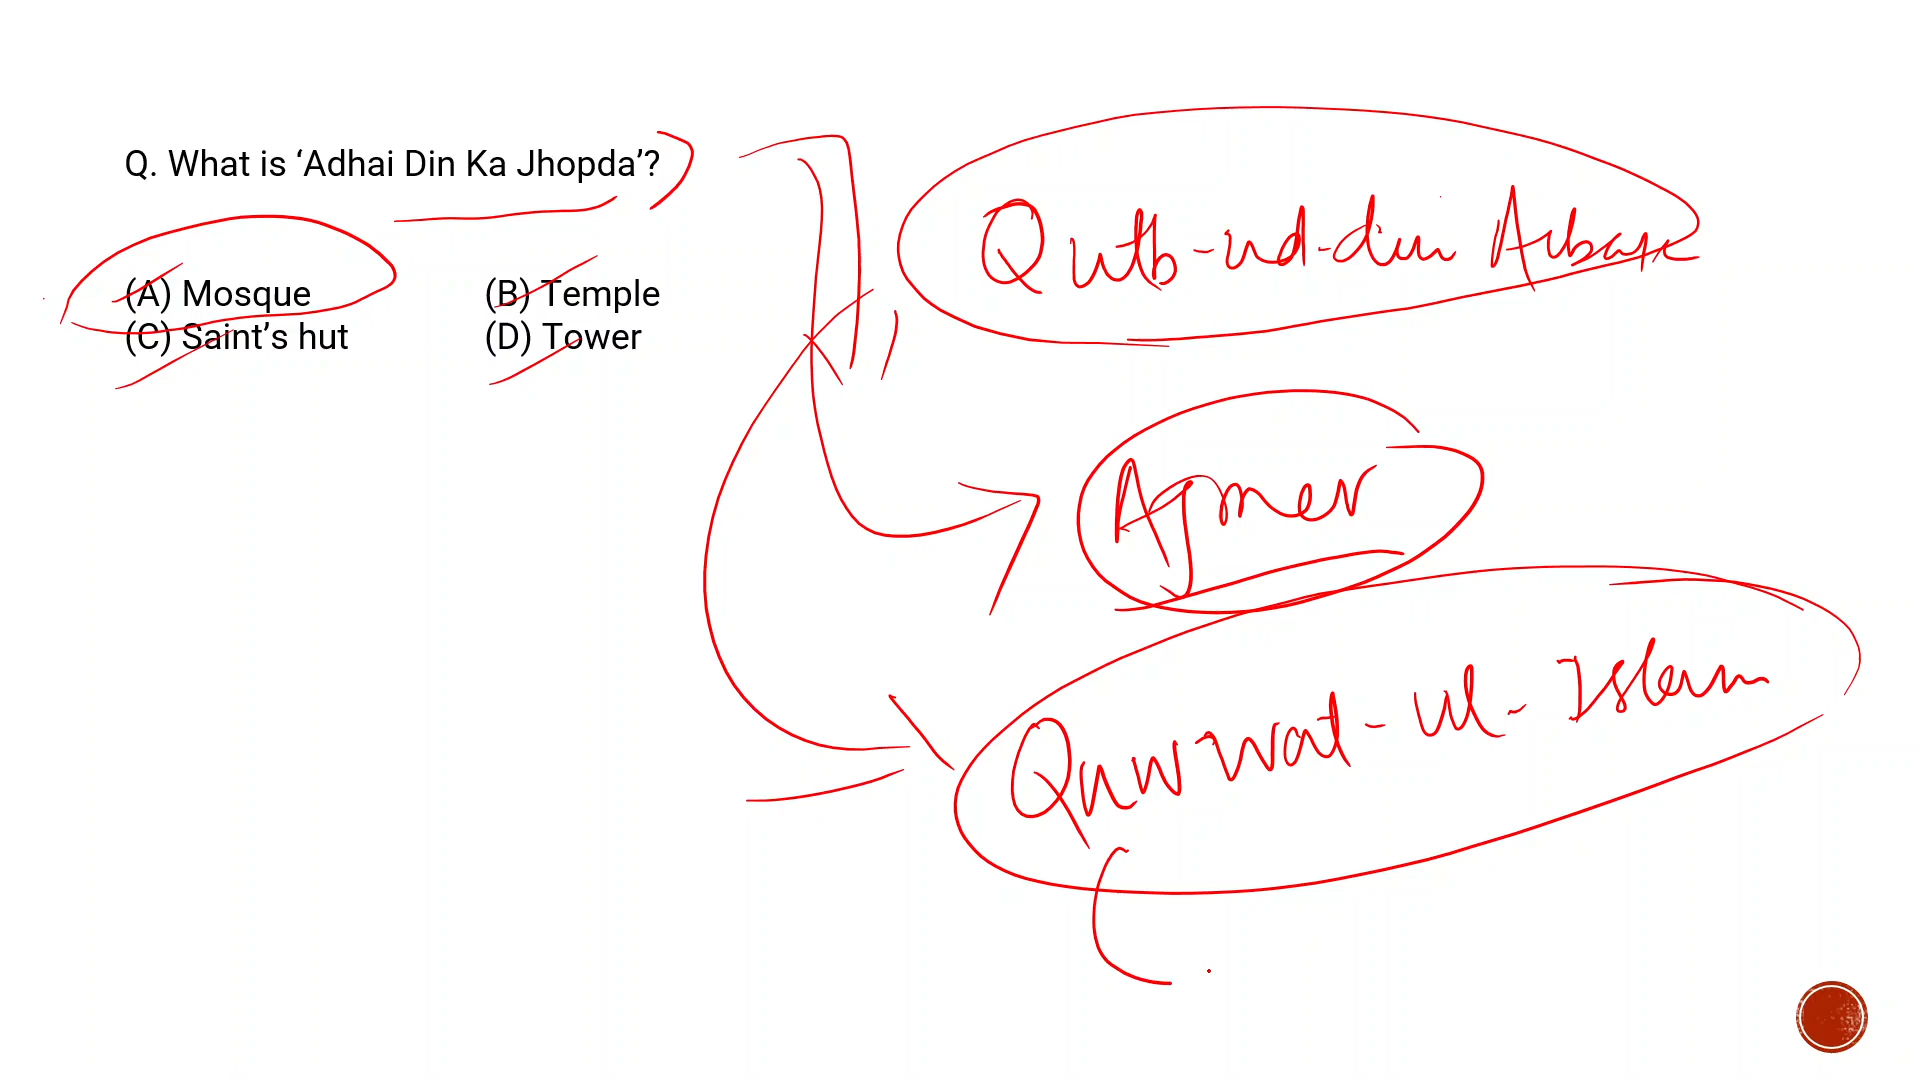 Q. What is ‘Adhai Din Ka Jhopda’?
(A) Mosque (B) Temple
(C) Saint’s hut (D) Tower
Qutb-ud-din Aibak
Ajmer
Quwwat-ul-Islam